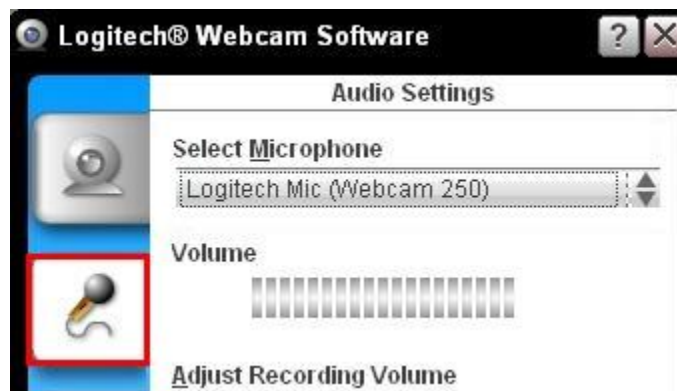 Logitech® Webcam Software
?
Audio Settings
Select Microphone
Logitech Mic (Webcam 250)
Volume
Adjust Recording Volume